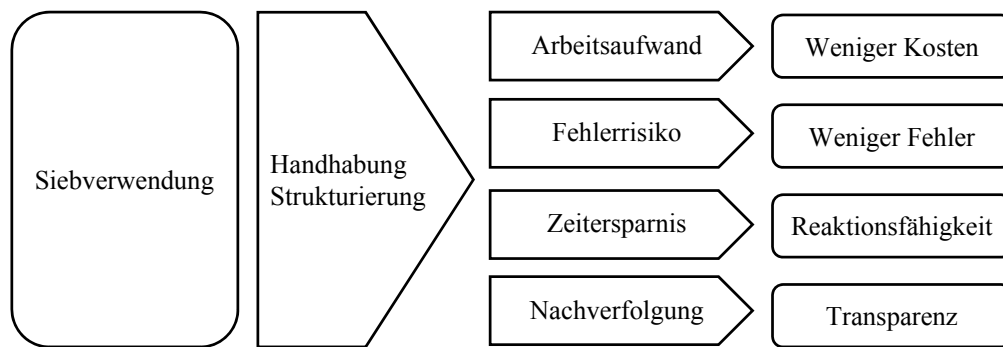 Siebverwendung
Handhabung
Strukturierung
Arbeitsaufwand
Weniger Kosten
Fehlerrisiko
Weniger Fehler
Zeitersparnis
Reaktionsfähigkeit
Nachverfolgung
Transparenz